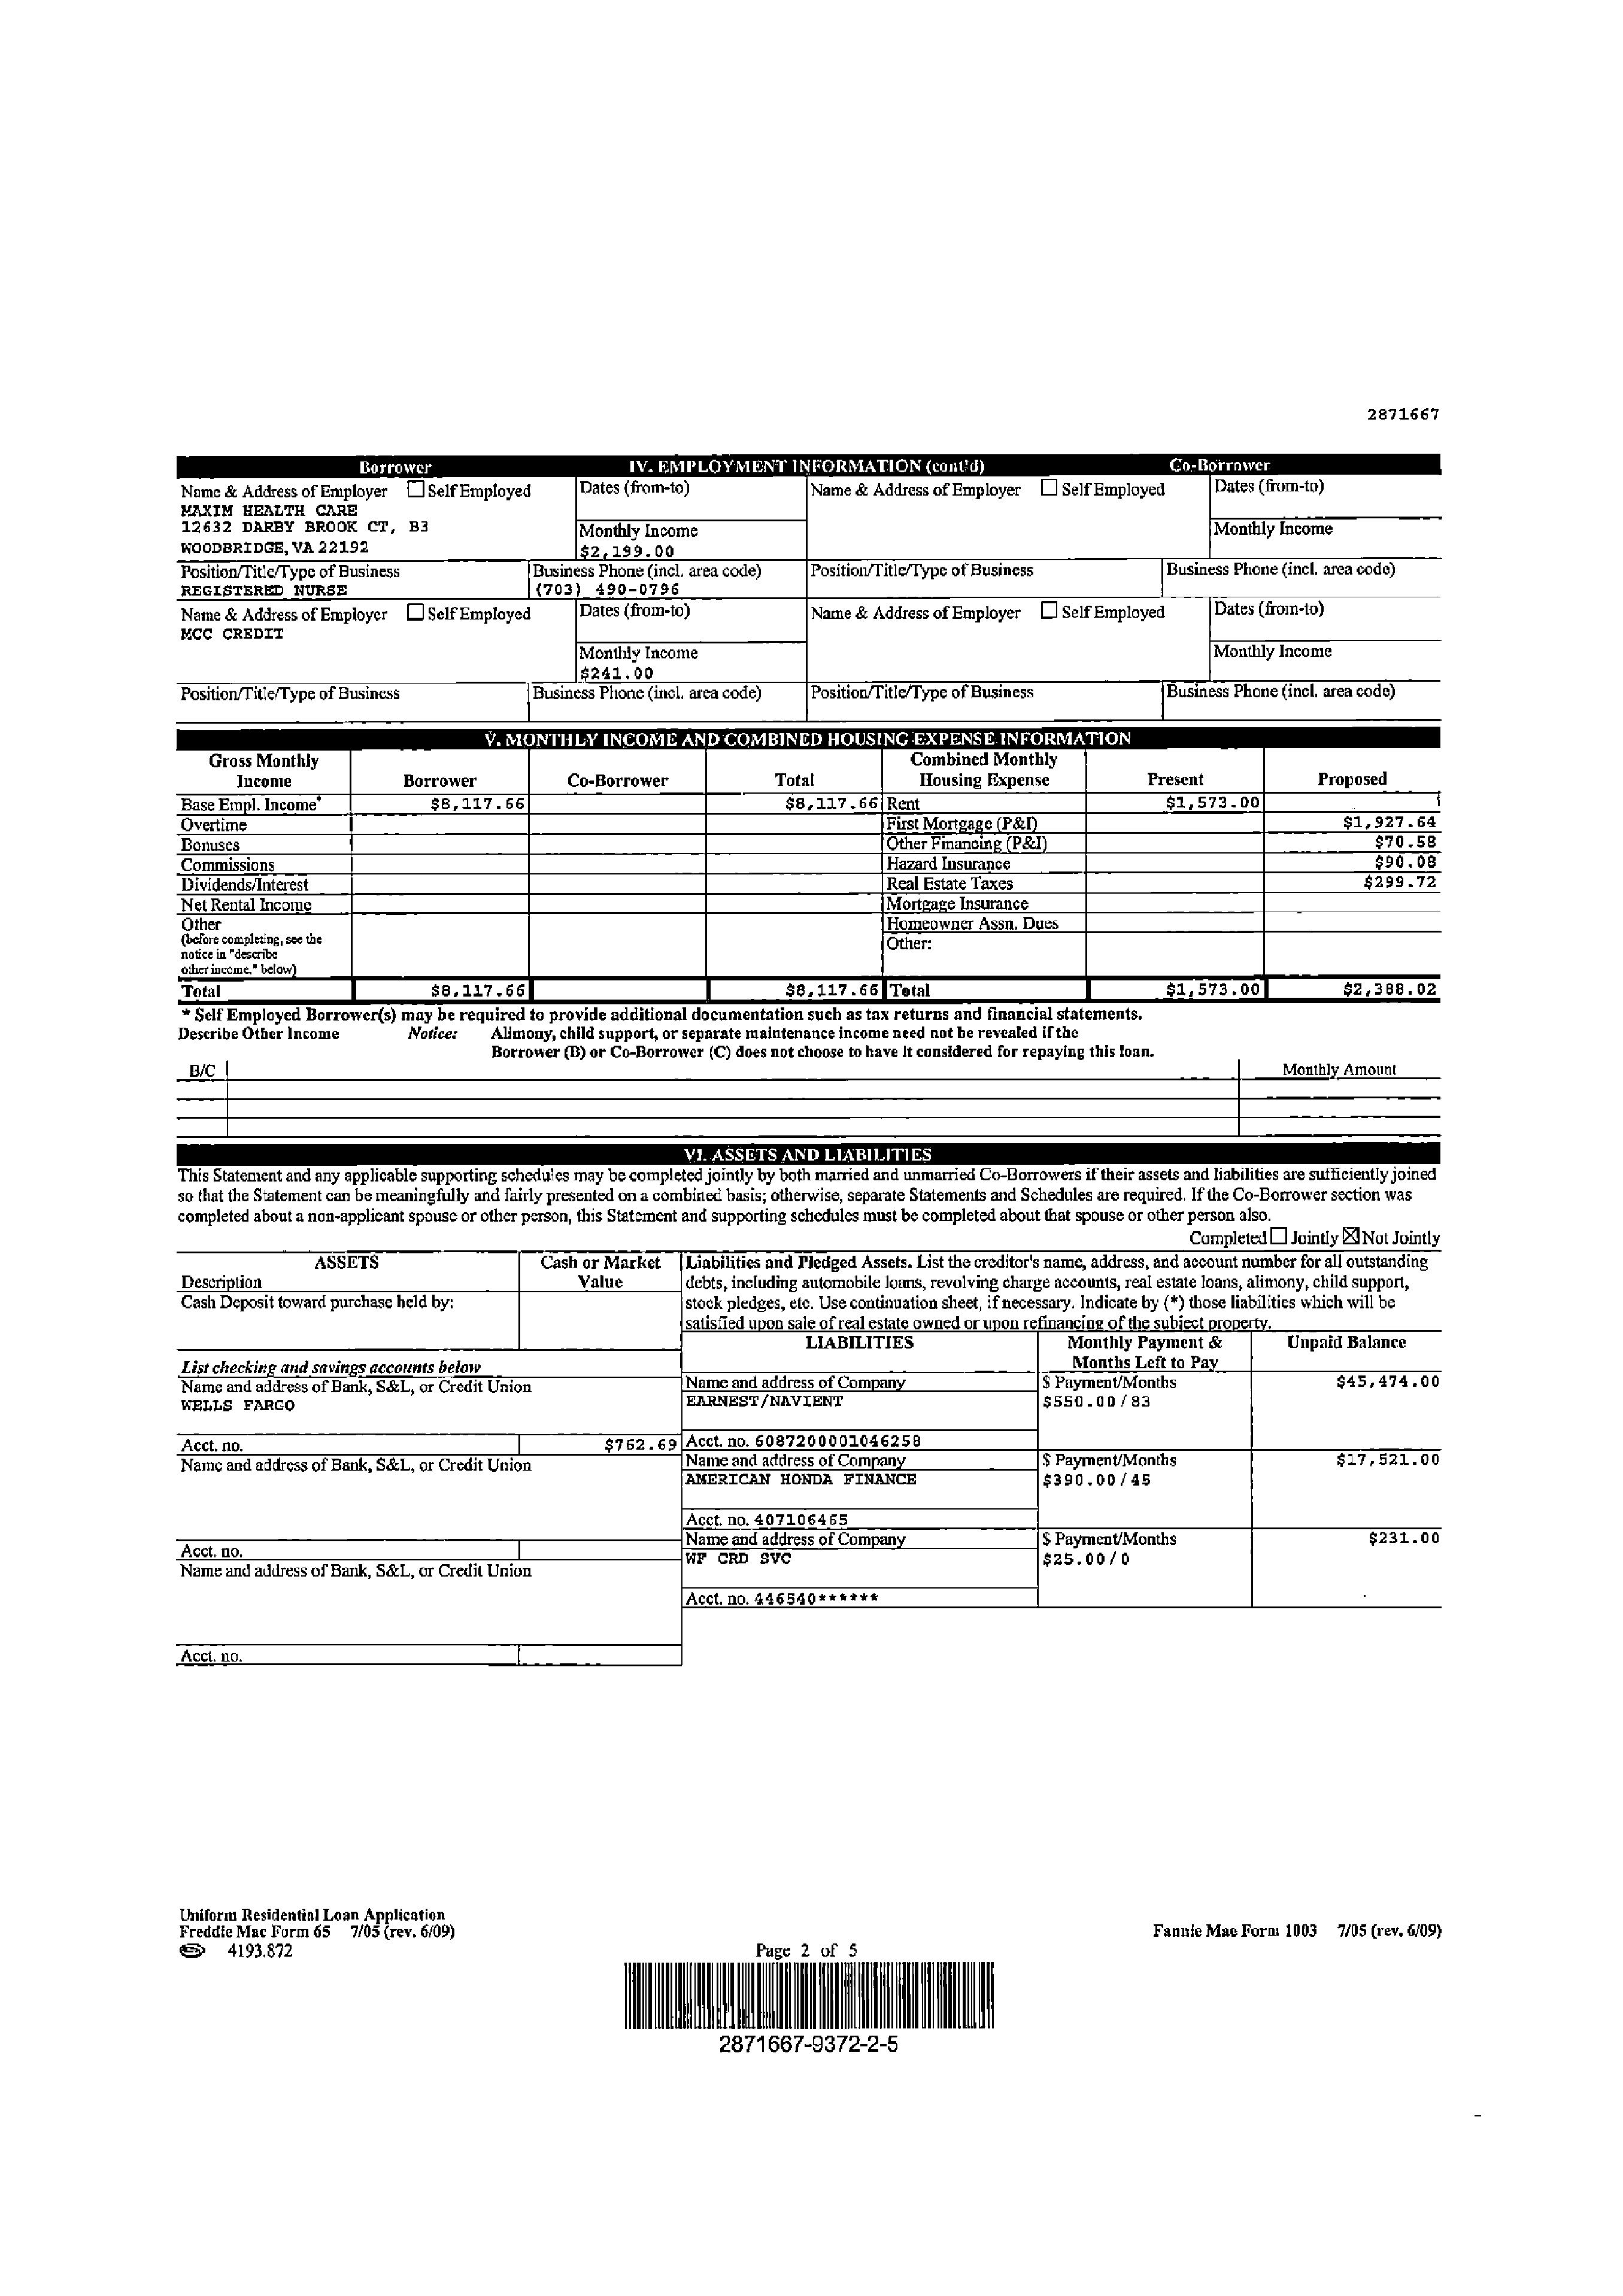 2871667
Borrower IV. EMPLOYMENT INFORMATION (cont'd) Co-Borrower
Name & Address of Employer ☐ Self Employed Dates (from-to) Name & Address of Employer ☐ Self Employed Dates (from-to)
MAXIM HEALTH CARE
12632 DARBY BROOK CT, B3 Monthly Income Monthly Income
WOODBRIDGE, VA 22192 $2,199.00
Position/Title/Type of Business Business Phone (incl. area code) Position/Title/Type of Business Business Phone (incl. area code)
REGISTERED NURSE (703) 490-0796
Name & Address of Employer ☐ Self Employed Dates (from-to) Name & Address of Employer ☐ Self Employed Dates (from-to)
MCC CREDIT
Monthly Income Monthly Income
$241.00
Position/Title/Type of Business Business Phone (incl. area code) Position/Title/Type of Business Business Phone (incl. area code)
V. MONTHLY INCOME AND COMBINED HOUSING EXPENSE INFORMATION
Gross Monthly Combined Monthly
Income Borrower Co-Borrower Total Housing Expense Present Proposed
Base Empl. Income* $8,117.66 $8,117.66 Rent $1,573.00
Overtime First Mortgage (P&I) $1,927.64
Bonuses Other Financing (P&I) $70.58
Commissions Hazard Insurance $90.08
Dividends/Interest Real Estate Taxes $299.72
Net Rental Income Mortgage Insurance
Other Homeowner Assn. Dues
(before completing, see the Other:
notice in "describe
other income," below)
Total $8,117.66 $8,117.66 Total $1,573.00 $2,388.02
* Self Employed Borrower(s) may be required to provide additional documentation such as tax returns and financial statements.
Describe Other Income Notice: Alimony, child support, or separate maintenance income need not be revealed if the
Borrower (B) or Co-Borrower (C) does not choose to have it considered for repaying this loan.
B/C Monthly Amount
VI. ASSETS AND LIABILITIES
This Statement and any applicable supporting schedules may be completed jointly by both married and unmarried Co-Borrowers if their assets and liabilities are sufficiently joined
so that the Statement can be meaningfully and fairly presented on a combined basis; otherwise, separate Statements and Schedules are required. If the Co-Borrower section was
completed about a non-applicant spouse or other person, this Statement and supporting schedules must be completed about that spouse or other person also.
Completed ☐ Jointly ☒ Not Jointly
ASSETS Cash or Market Liabilities and Pledged Assets. List the creditor's name, address, and account number for all outstanding
Description Value debts, including automobile loans, revolving charge accounts, real estate loans, alimony, child support,
Cash Deposit toward purchase held by: stock pledges, etc. Use continuation sheet, if necessary. Indicate by (*) those liabilities which will be
satisfied upon sale of real estate owned or upon refinancing of the subject property.
LIABILITIES Monthly Payment & Unpaid Balance
List checking and savings accounts below Months Left to Pay
Name and address of Bank, S&L, or Credit Union Name and address of Company $ Payment/Months $45,474.00
WELLS FARGO EARNEST/NAVIENT $550.00/83
Acct. no. $762.69 Acct. no. 6087200001046258
Name and address of Bank, S&L, or Credit Union Name and address of Company $ Payment/Months $17,521.00
AMERICAN HONDA FINANCE $390.00/45
Acct. no. 407106465
Acct. no. Name and address of Company $ Payment/Months $231.00
Name and address of Bank, S&L, or Credit Union WF CRD SVC $25.00/0
Acct. no. 446540******
Acct. no.
Uniform Residential Loan Application
Freddie Mac Form 65 7/05 (rev. 6/09) Fannie Mae Form 1003 7/05 (rev. 6/09)
4193.872 Page 2 of 5
2871667-9372-2-5